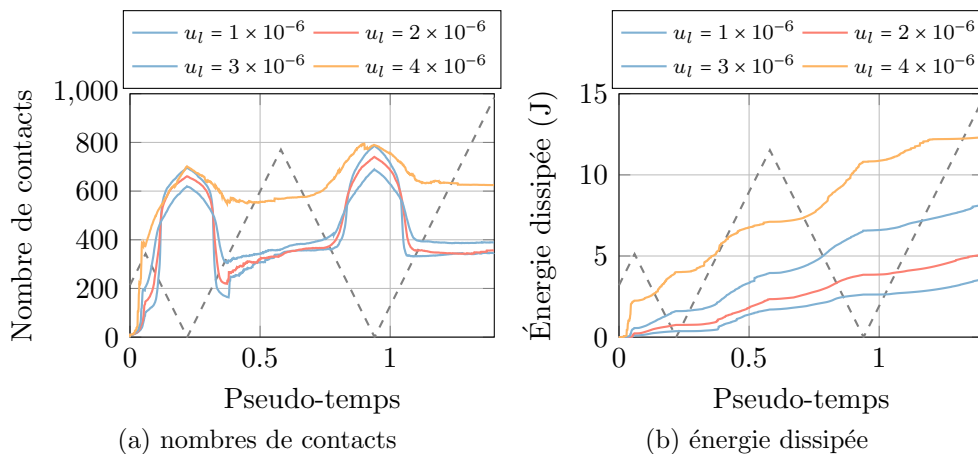 u_l = 1 × 10⁻⁶ u_l = 2 × 10⁻⁶
u_l = 3 × 10⁻⁶ u_l = 4 × 10⁻⁶
1,000
800
600
400
200
0
0 0.5 1
Nombre de contacts
Pseudo-temps
(a) nombres de contacts
u_l = 1 × 10⁻⁶ u_l = 2 × 10⁻⁶
u_l = 3 × 10⁻⁶ u_l = 4 × 10⁻⁶
15
10
5
0
0 0.5 1
Énergie dissipée (J)
Pseudo-temps
(b) énergie dissipée